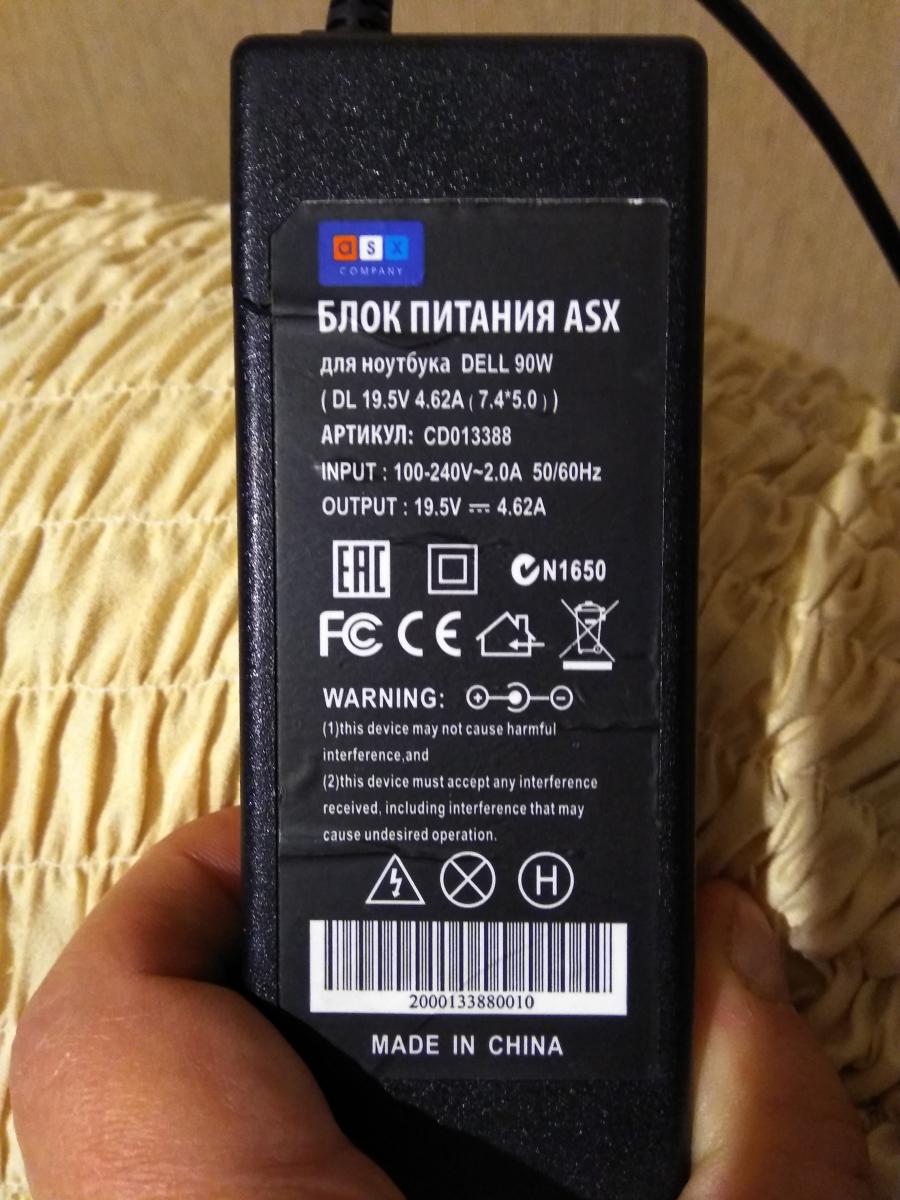 asx
COMPANY
БЛОК ПИТАНИЯ ASX
для ноутбука DELL 90W
( DL 19.5V 4.62A ( 7.4*5.0 ) )
АРТИКУЛ: CD013388
INPUT : 100-240V~2.0A 50/60Hz
OUTPUT : 19.5V ⎓ 4.62A
EAC N1650
FC CE
WARNING:
(1)this device may not cause harmful
interference,and
(2)this device must accept any interference
received, including interference that may
cause undesired operation.
H
2000133880010
MADE IN CHINA